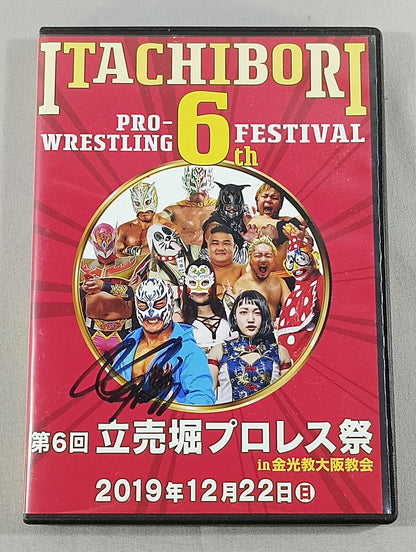 ITACHIBORI
PRO-
WRESTLING
6th
FESTIVAL
第6回 立売堀プロレス祭
in 金光教大阪教会
2019年12月22日日